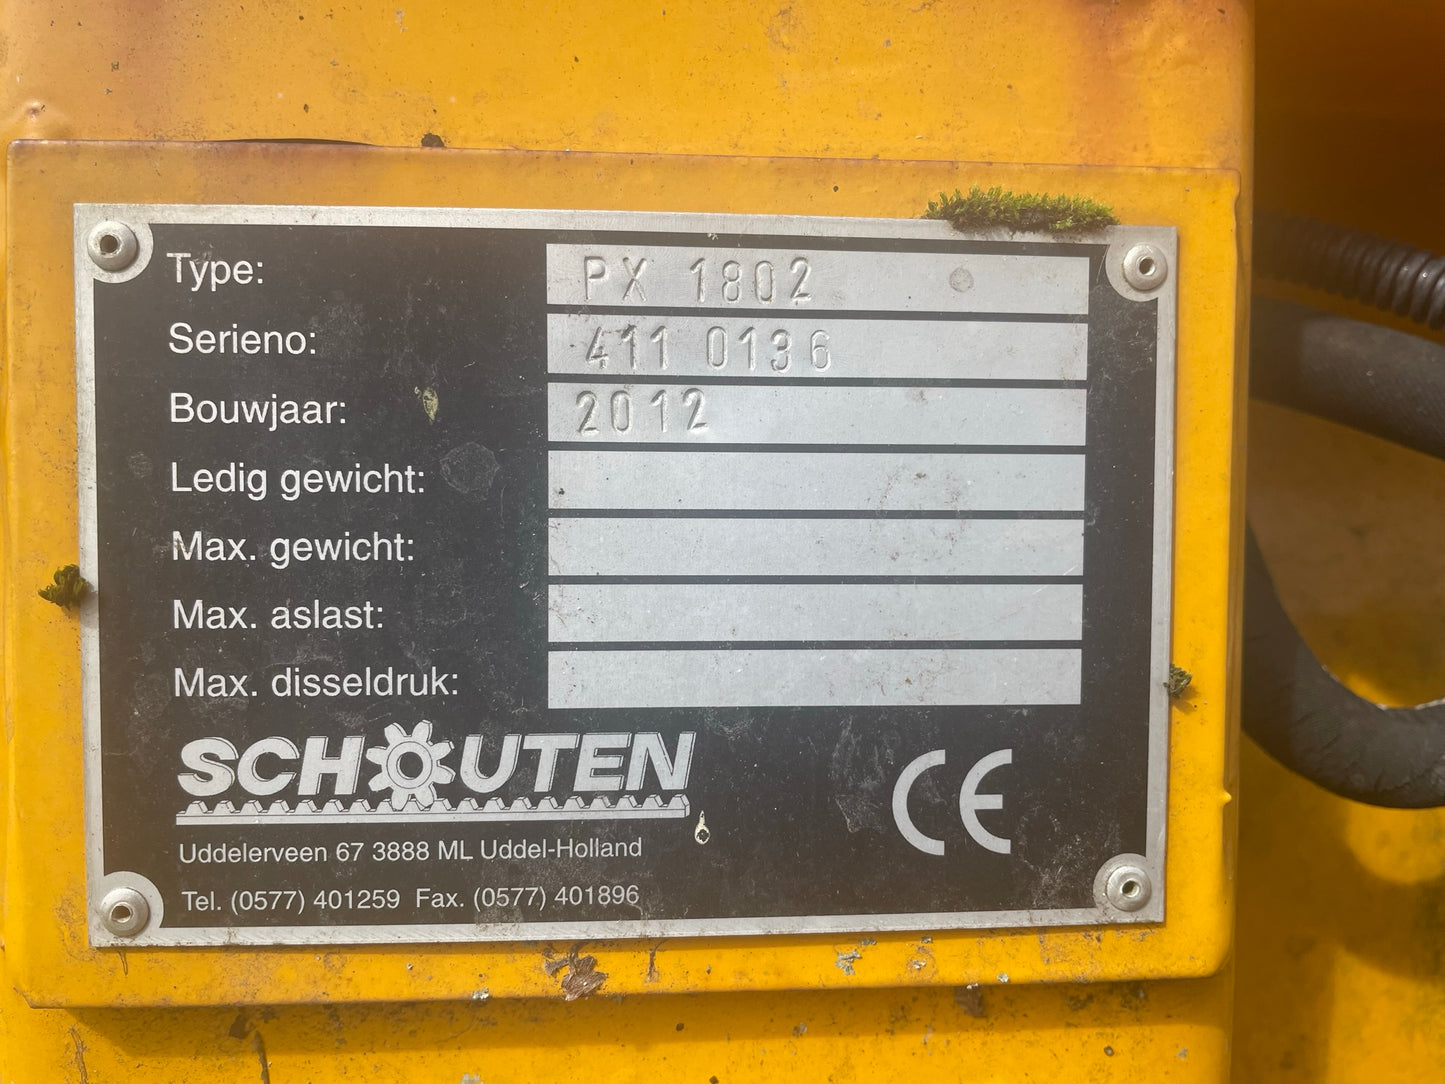 Type: PX 1802
Serieno: 411 0136
Bouwjaar: 2012
Ledig gewicht:
Max. gewicht:
Max. aslast:
Max. disseldruk:
SCHOUTEN
CE
Uddelerveen 67 3888 ML Uddel-Holland
Tel. (0577) 401259 Fax. (0577) 401896